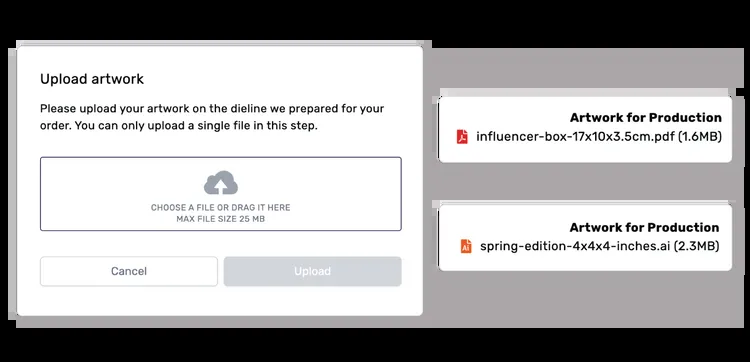 Upload artwork
Please upload your artwork on the dieline we prepared for your
order. You can only upload a single file in this step.
CHOOSE A FILE OR DRAG IT HERE
MAX FILE SIZE 25 MB
Cancel
Upload
Artwork for Production
influencer-box-17x10x3.5cm.pdf (1.6MB)
Artwork for Production
Ai
spring-edition-4x4x4-inches.ai (2.3MB)